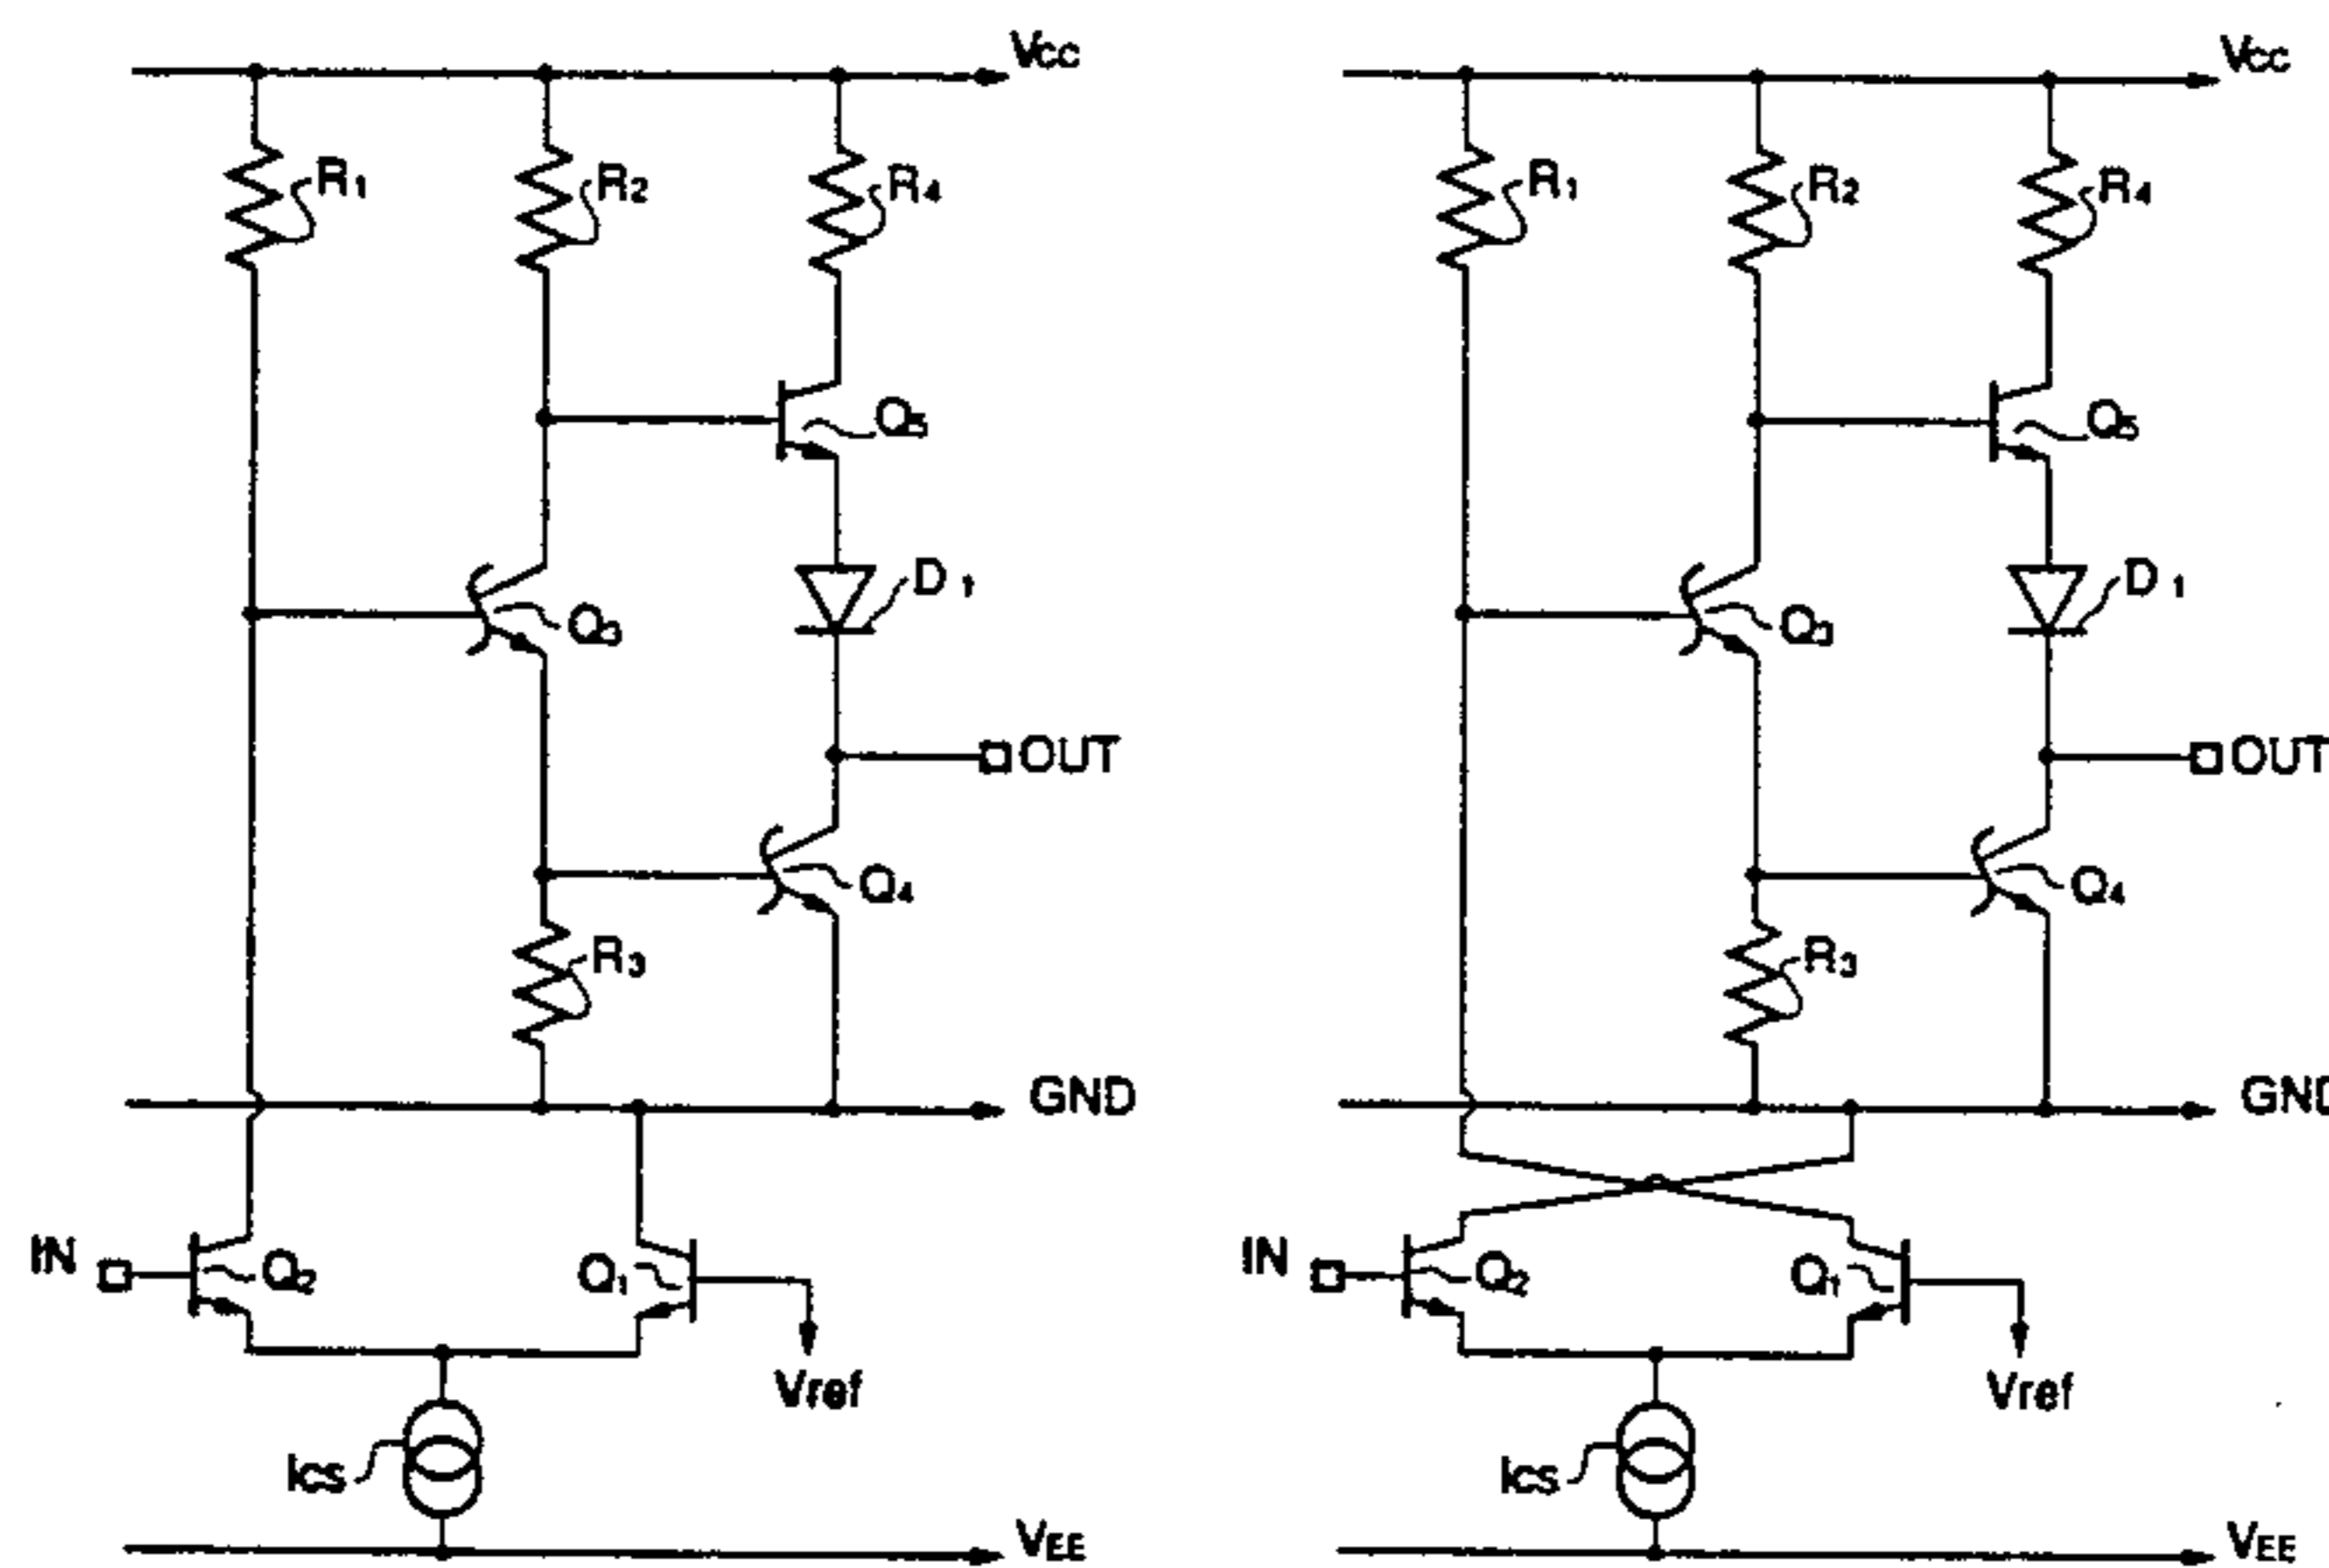 Vcc
R1
R2
R4
Q5
D1
Q3
OUT
Q4
R3
GND
IN
Q2
Q1
Vref
Ics
VEE
Vcc
R1
R2
R4
Q5
D1
Q3
OUT
Q4
R3
GND
IN
Q2
Q1
Vref
Ics
VEE